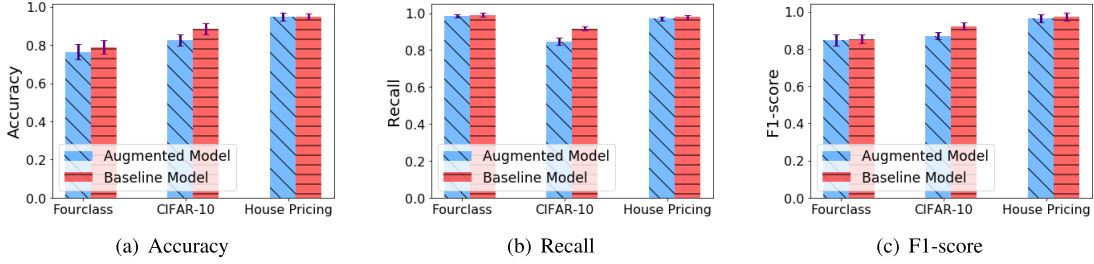 Accuracy
1.0
0.8
0.6
0.4
0.2
0.0
Augmented Model
Baseline Model
Fourclass CIFAR-10 House Pricing
(a) Accuracy
Recall
1.0
0.8
0.6
0.4
0.2
0.0
Augmented Model
Baseline Model
Fourclass CIFAR-10 House Pricing
(b) Recall
F1-score
1.0
0.8
0.6
0.4
0.2
0.0
Augmented Model
Baseline Model
Fourclass CIFAR-10 House Pricing
(c) F1-score